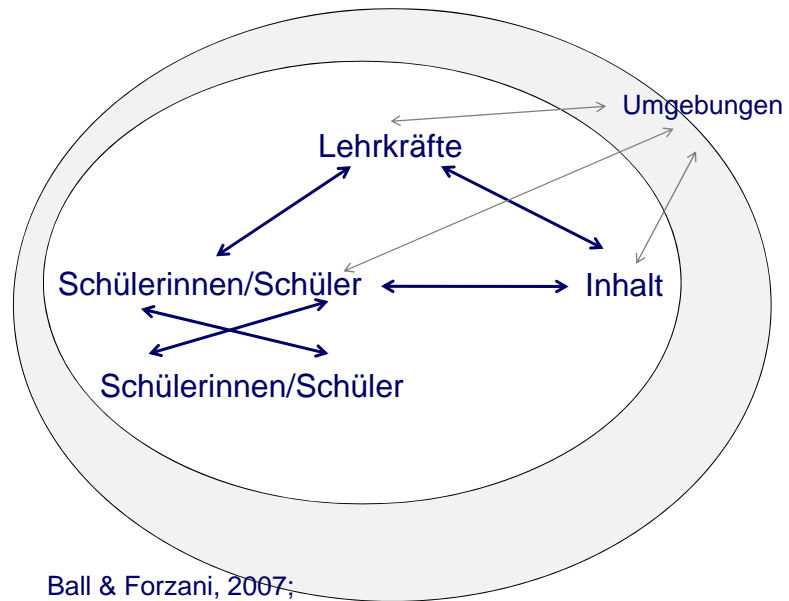 Umgebungen
Lehrkräfte
Schülerinnen/Schüler
Inhalt
Schülerinnen/Schüler
Ball & Forzani, 2007;